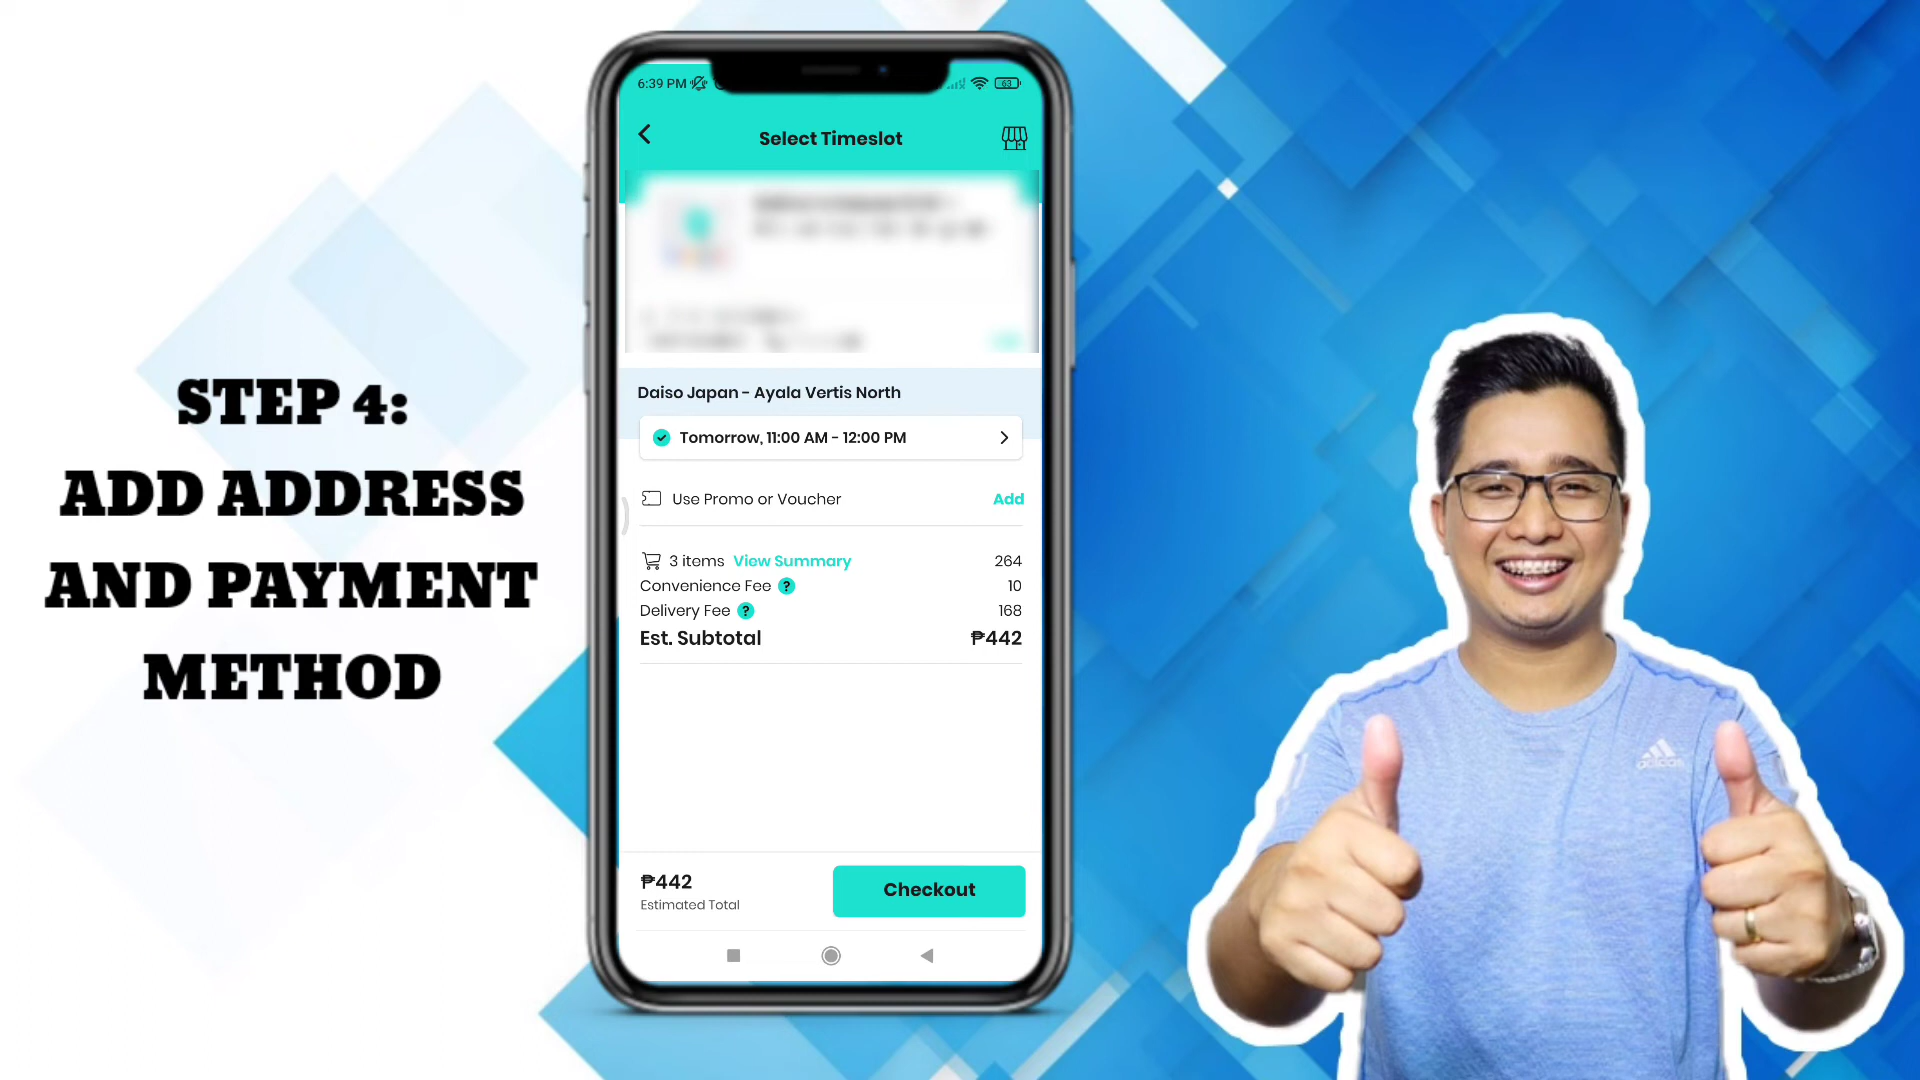 STEP 4:
ADD ADDRESS
AND PAYMENT
METHOD
6:39 PM
63
Select Timeslot
Daiso Japan - Ayala Vertis North
Tomorrow, 11:00 AM - 12:00 PM
Use Promo or Voucher Add
3 items View Summary 264
Convenience Fee ? 10
Delivery Fee ? 168
Est. Subtotal ₱442
₱442
Estimated Total
Checkout
adidas